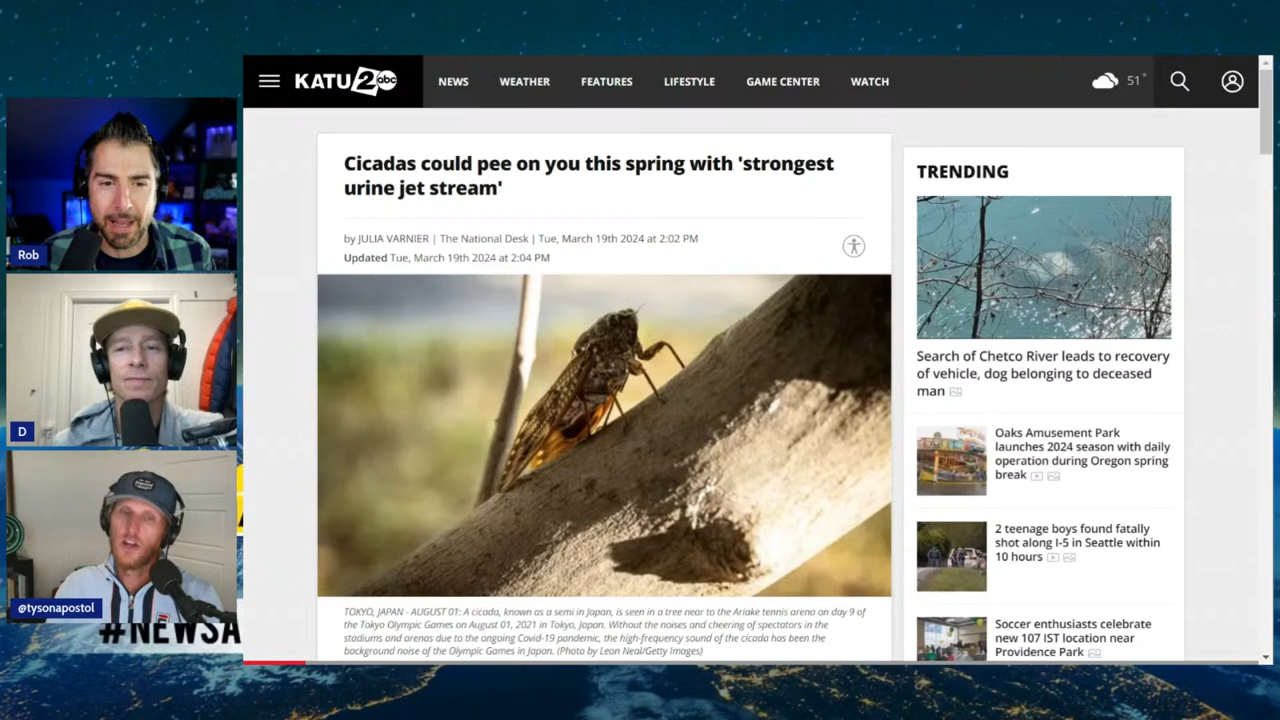 KATU 2 abc
NEWS
WEATHER
FEATURES
LIFESTYLE
GAME CENTER
WATCH
51°
Cicadas could pee on you this spring with 'strongest
urine jet stream'
by JULIA VARNIER | The National Desk | Tue, March 19th 2024 at 2:02 PM
Updated Tue, March 19th 2024 at 2:04 PM
TOKYO, JAPAN - AUGUST 01: A cicada, known as a semi in Japan, is seen in a tree near to the Ariake tennis arena on day 9 of
the Tokyo Olympic Games on August 01, 2021 in Tokyo, Japan. Without the noises and cheering of spectators in the
stadiums and arenas due to the ongoing Covid-19 pandemic, the high-frequency sound of the cicada has been the
background noise of the Olympic Games in Japan. (Photo by Leon Neal/Getty Images)
TRENDING
Search of Chetco River leads to recovery
of vehicle, dog belonging to deceased
man
Oaks Amusement Park
launches 2024 season with daily
operation during Oregon spring
break
2 teenage boys found fatally
shot along I-5 in Seattle within
10 hours
Soccer enthusiasts celebrate
new 107 IST location near
Providence Park
Rob
D
@tysonapostol
#NEWSA